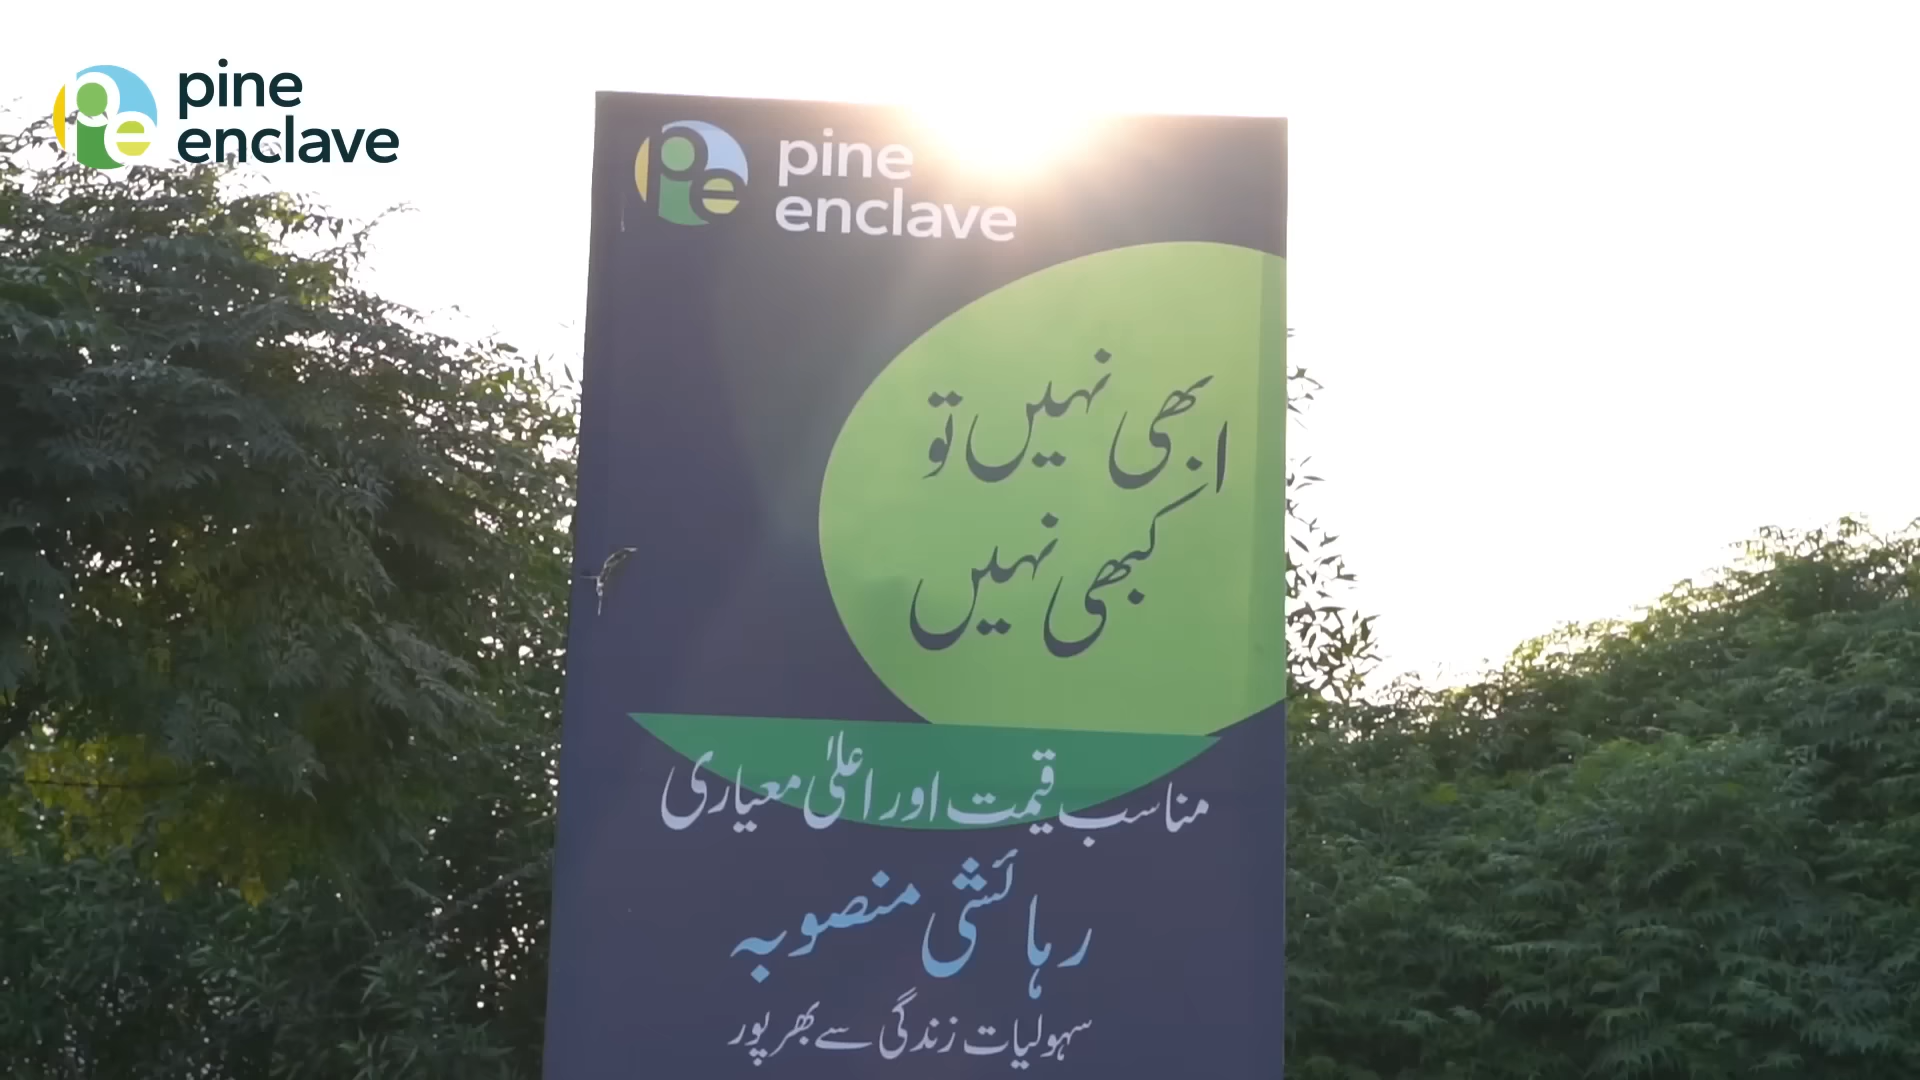 pine
enclave
pine
enclave
ابھی نہیں تو
کبھی نہیں
مناسب قیمت اور اعلیٰ معیاری
رہائشی منصوبہ
سہولیات زندگی سے بھرپور